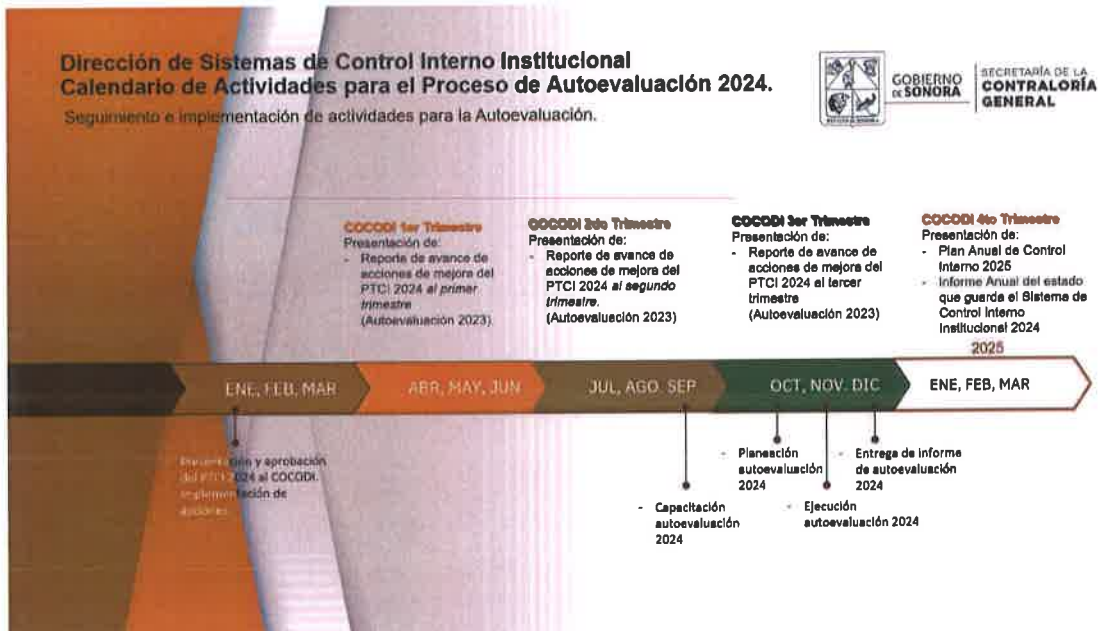 Dirección de Sistemas de Control Interno Institucional
Calendario de Actividades para el Proceso de Autoevaluación 2024.
Seguimiento e implementación de actividades para la Autoevaluación.
GOBIERNO
DE SONORA
SECRETARÍA DE LA
CONTRALORÍA
GENERAL
COCODI 1er Trimestre
Presentación de:
- Reporte de avance de
acciones de mejora del
PTCI 2024 al primer
trimestre
(Autoevaluación 2023)
COCODI 2do Trimestre
Presentación de:
- Reporte de avance de
acciones de mejora del
PTCI 2024 al segundo
trimestre.
(Autoevaluación 2023)
COCODI 3er Trimestre
Presentación de:
- Reporte de avance de
acciones de mejora del
PTCI 2024 al tercer
trimestre
(Autoevaluación 2023)
COCODI 4to Trimestre
Presentación de:
- Plan Anual de Control
Interno 2025
- Informe Anual del estado
que guarda el Sistema de
Control Interno
Institucional 2024
2025
ENE, FEB, MAR
ABR, MAY, JUN
JUL, AGO. SEP
OCT, NOV. DIC
ENE, FEB, MAR
Presentación y aprobación
del PTCI 2024 al COCODI.
Implementación de
acciones
- Capacitación
autoevaluación
2024
- Planeación
autoevaluación
2024
- Ejecución
autoevaluación 2024
- Entrega de informe
de autoevaluación
2024